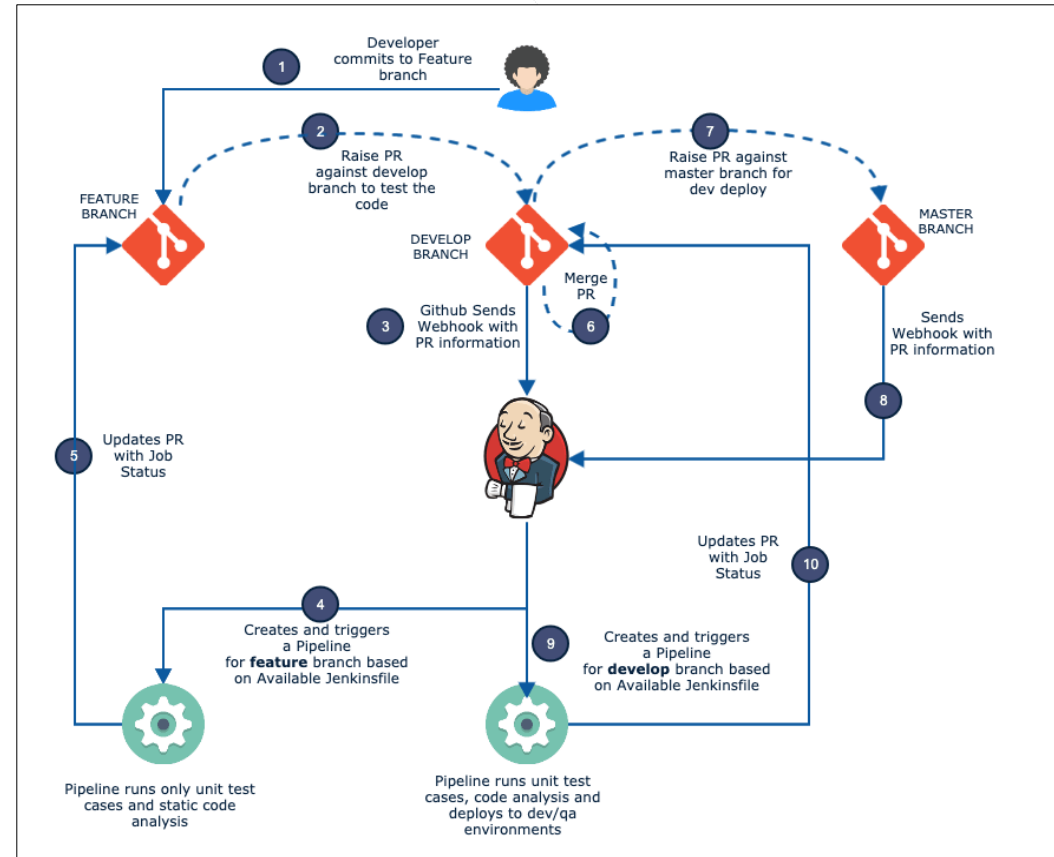 Developer
commits to Feature
branch
1
2
Raise PR
against develop
branch to test the
code
7
Raise PR against
master branch for
dev deploy
FEATURE
BRANCH
DEVELOP
BRANCH
MASTER
BRANCH
Merge
PR
6
3
Github Sends
Webhook with
PR information
Sends
Webhook with
PR information
8
5
Updates PR
with Job
Status
Updates PR
with Job
Status
10
4
Creates and triggers
a Pipeline
for feature branch based
on Available Jenkinsfile
9
Creates and triggers
a Pipeline
for develop branch based
on Available Jenkinsfile
Pipeline runs only unit test
cases and static code
analysis
Pipeline runs unit test
cases, code analysis and
deploys to dev/qa
environments